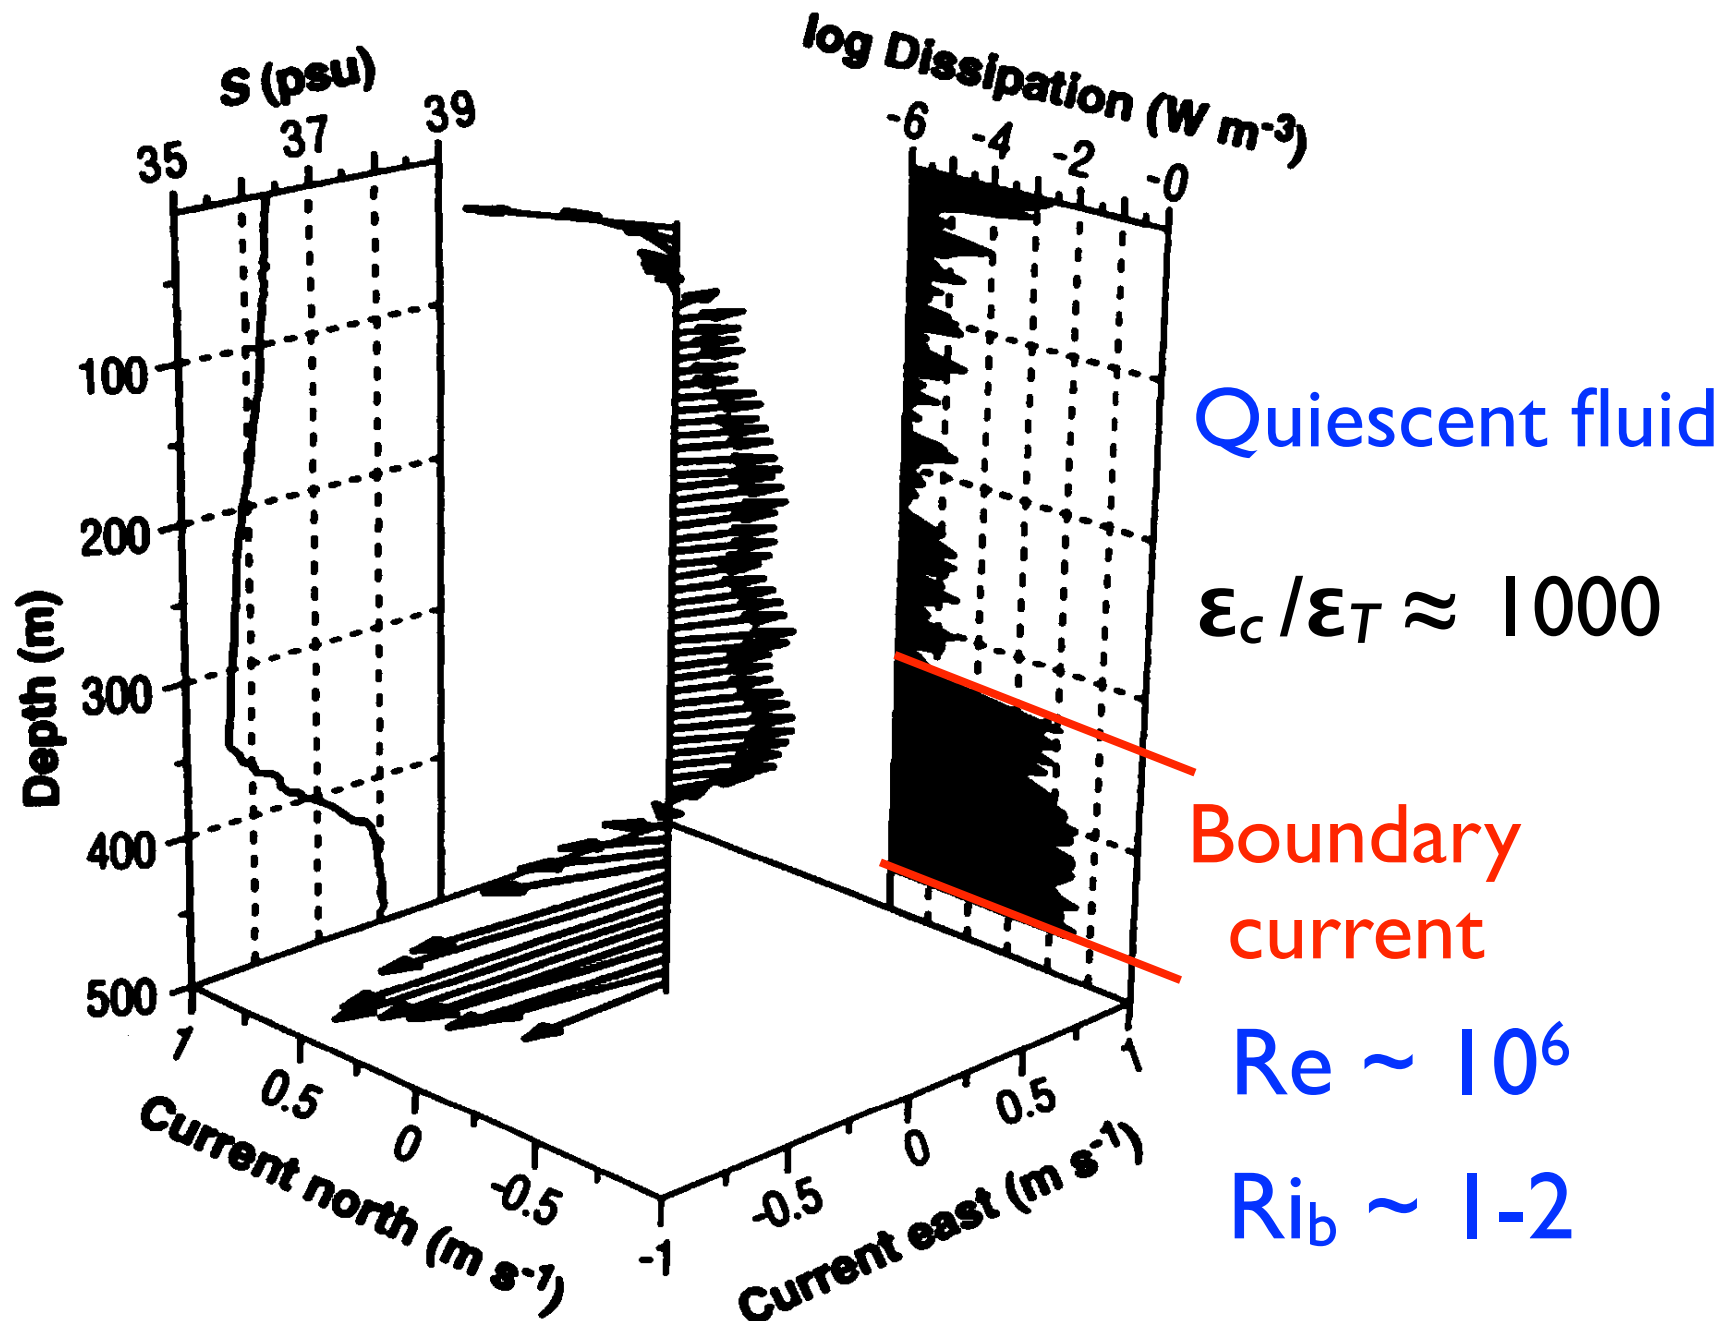 S (psu)
35
37
39
log Dissipation (W m⁻³)
-6
-4
-2
-0
Depth (m)
100
200
300
400
500
Quiescent fluid
εc/εT ≈ 1000
Boundary
current
Re ~ 10⁶
Rib ~ 1-2
1
0.5
0
-0.5
-1
Current north (m s⁻¹)
-0.5
0
0.5
1
Current east (m s⁻¹)